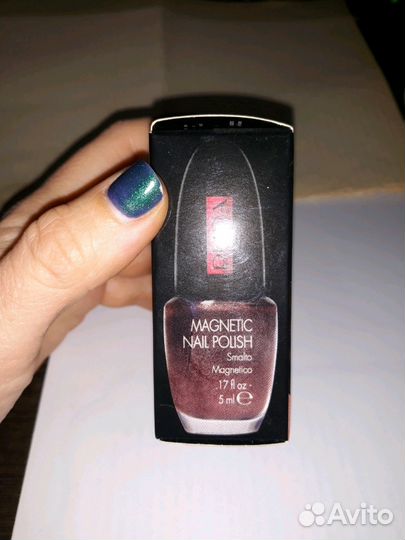 PUPA
MAGNETIC
NAIL POLISH
Smalto
Magnetico
.17 fl oz -
5 ml ℮
Avito